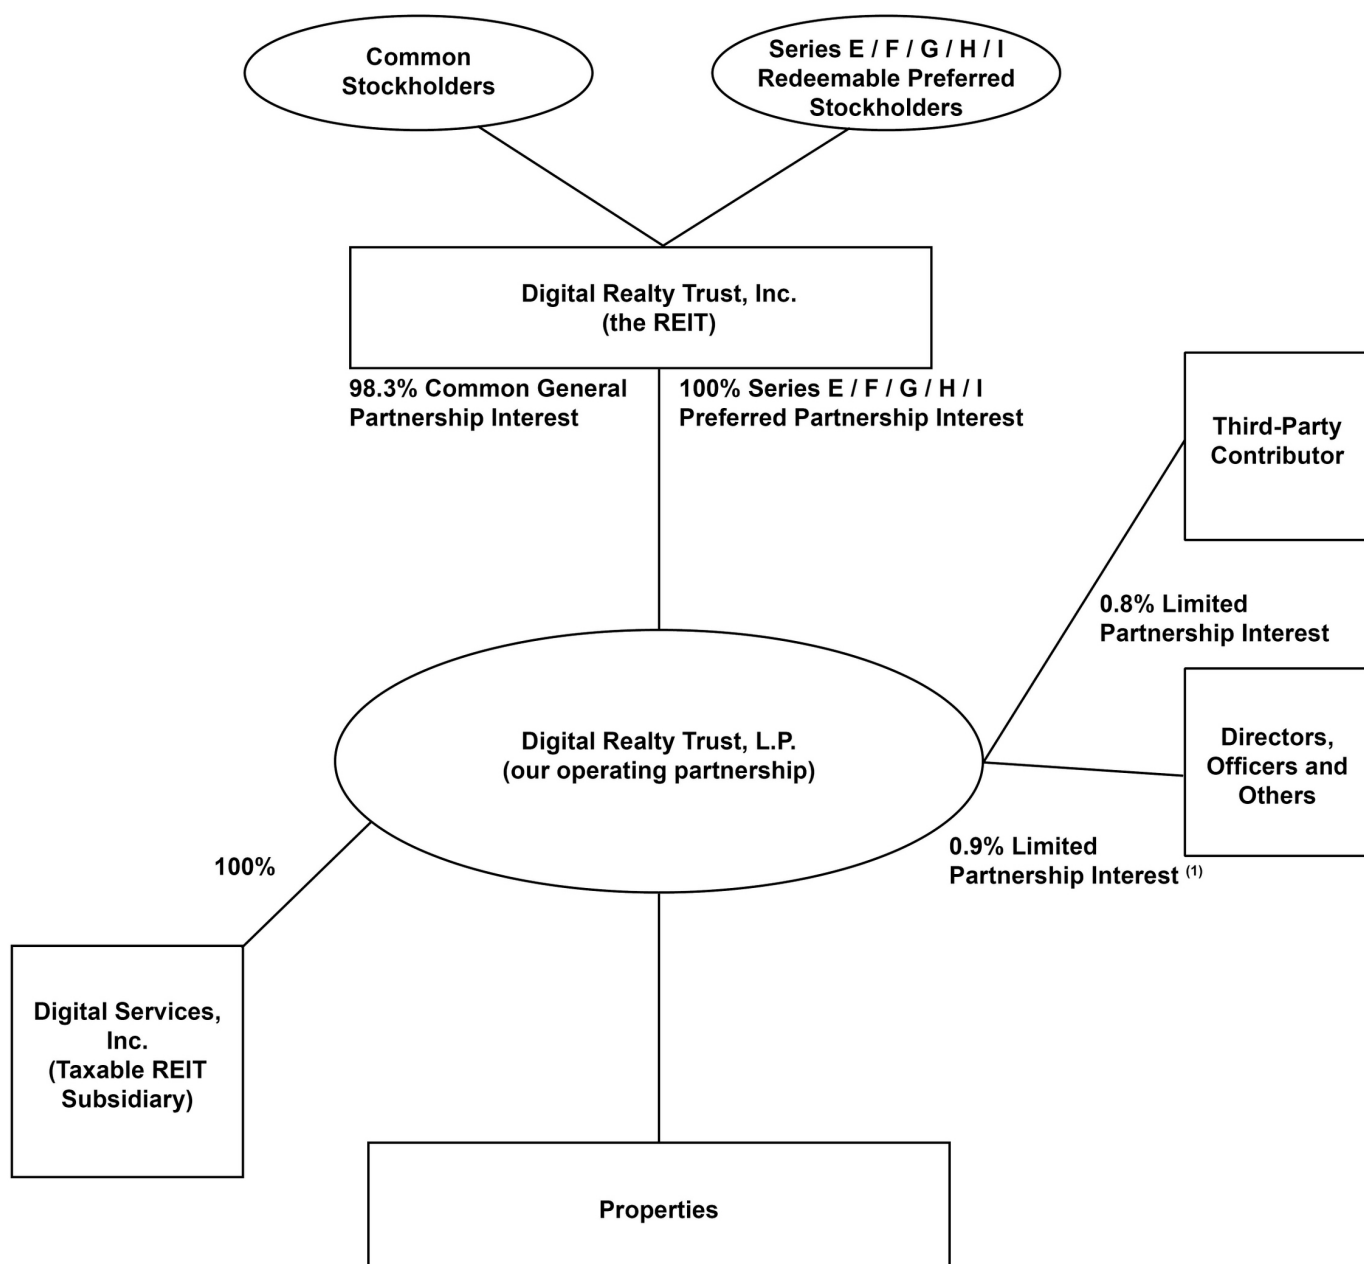 Common
Stockholders
Series E / F / G / H / I
Redeemable Preferred
Stockholders
Digital Realty Trust, Inc.
(the REIT)
98.3% Common General
Partnership Interest
100% Series E / F / G / H / I
Preferred Partnership Interest
Third-Party
Contributor
0.8% Limited
Partnership Interest
Digital Realty Trust, L.P.
(our operating partnership)
Directors,
Officers and
Others
0.9% Limited
Partnership Interest (1)
100%
Digital Services,
Inc.
(Taxable REIT
Subsidiary)
Properties